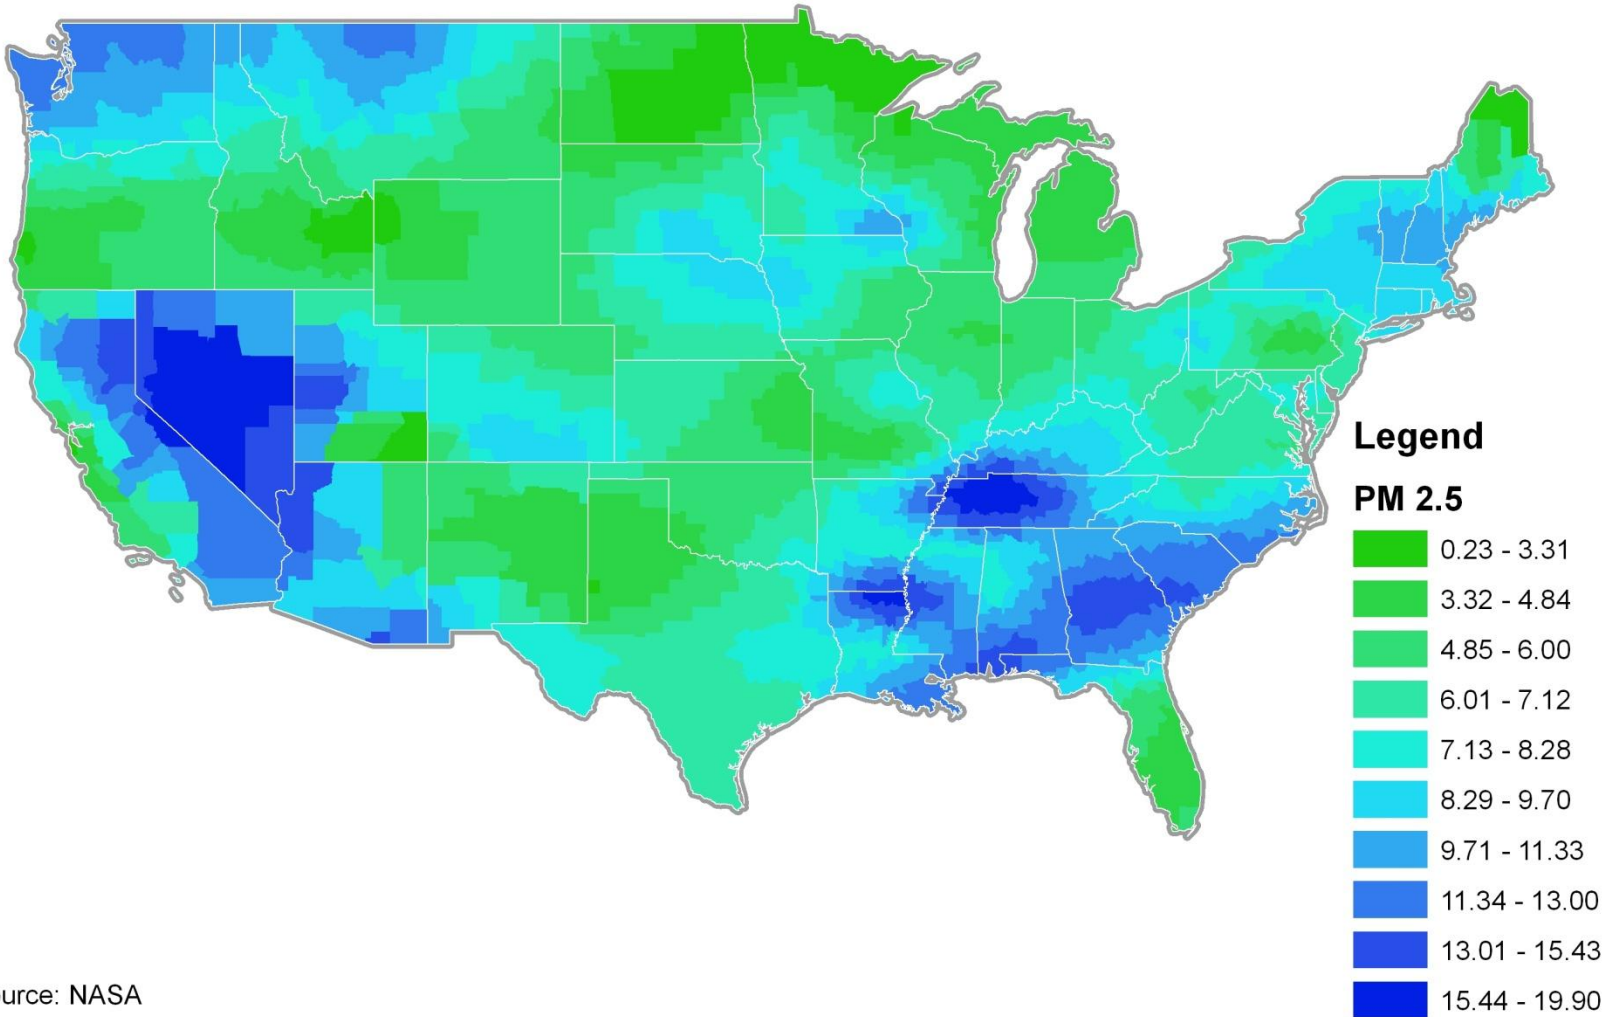 Legend
PM 2.5
0.23 - 3.31
3.32 - 4.84
4.85 - 6.00
6.01 - 7.12
7.13 - 8.28
8.29 - 9.70
9.71 - 11.33
11.34 - 13.00
13.01 - 15.43
15.44 - 19.90
urce: NASA